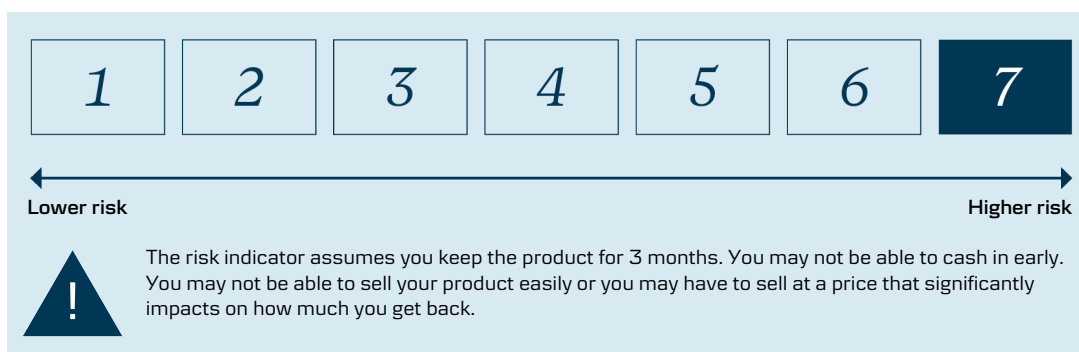 1 2 3 4 5 6 7
Lower risk Higher risk
The risk indicator assumes you keep the product for 3 months. You may not be able to cash in early.
You may not be able to sell your product easily or you may have to sell at a price that significantly
impacts on how much you get back.
!